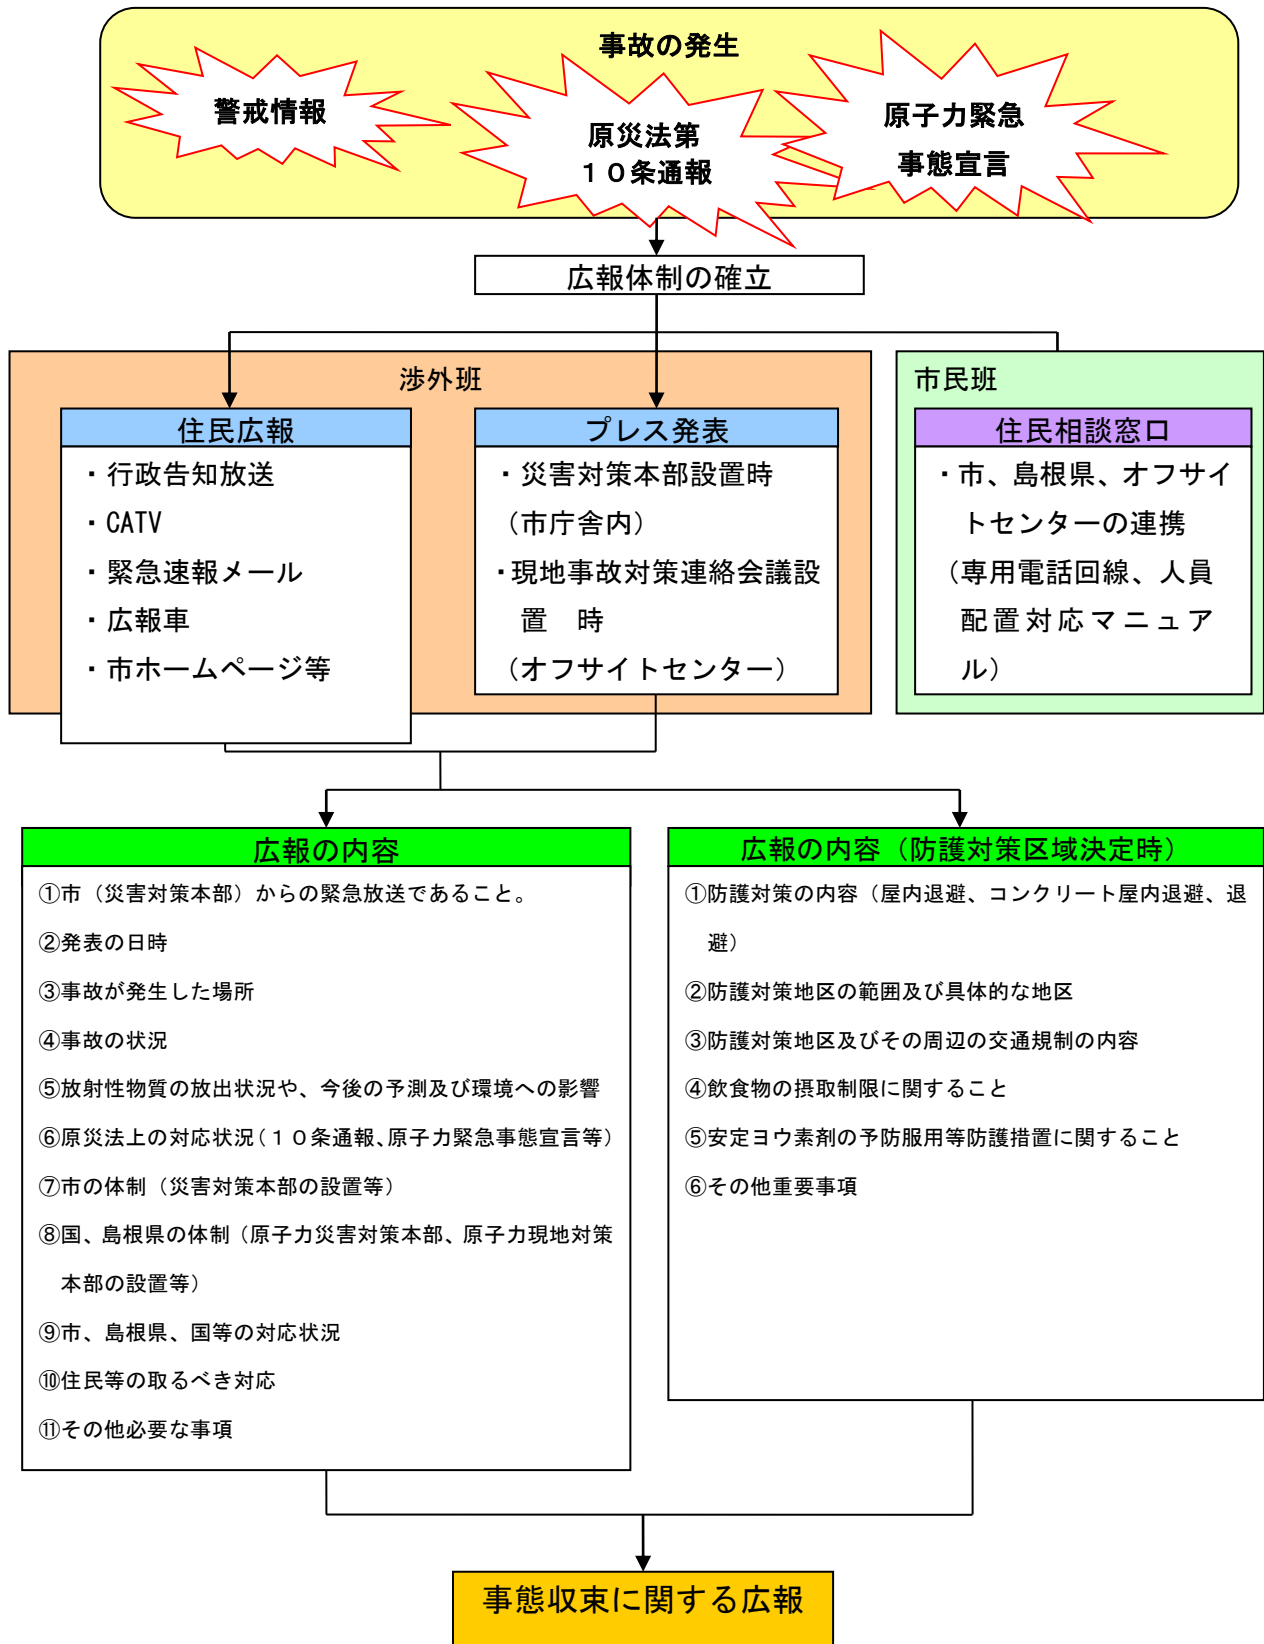 事故の発生
警戒情報
原災法第
１０条通報
原子力緊急
事態宣言
広報体制の確立
渉外班
住民広報
・行政告知放送
・CATV
・緊急速報メール
・広報車
・市ホームページ等
プレス発表
・災害対策本部設置時
（市庁舎内）
・現地事故対策連絡会議設
置　時
（オフサイトセンター）
市民班
住民相談窓口
・市、島根県、オフサイ
トセンターの連携
（専用電話回線、人員
配置対応マニュア
ル）
広報の内容
①市（災害対策本部）からの緊急放送であること。
②発表の日時
③事故が発生した場所
④事故の状況
⑤放射性物質の放出状況や、今後の予測及び環境への影響
⑥原災法上の対応状況（１０条通報、原子力緊急事態宣言等）
⑦市の体制（災害対策本部の設置等）
⑧国、島根県の体制（原子力災害対策本部、原子力現地対策
本部の設置等）
⑨市、島根県、国等の対応状況
⑩住民等の取るべき対応
⑪その他必要な事項
広報の内容（防護対策区域決定時）
①防護対策の内容（屋内退避、コンクリート屋内退避、退
避）
②防護対策地区の範囲及び具体的な地区
③防護対策地区及びその周辺の交通規制の内容
④飲食物の摂取制限に関すること
⑤安定ヨウ素剤の予防服用等防護措置に関すること
⑥その他重要事項
事態収束に関する広報